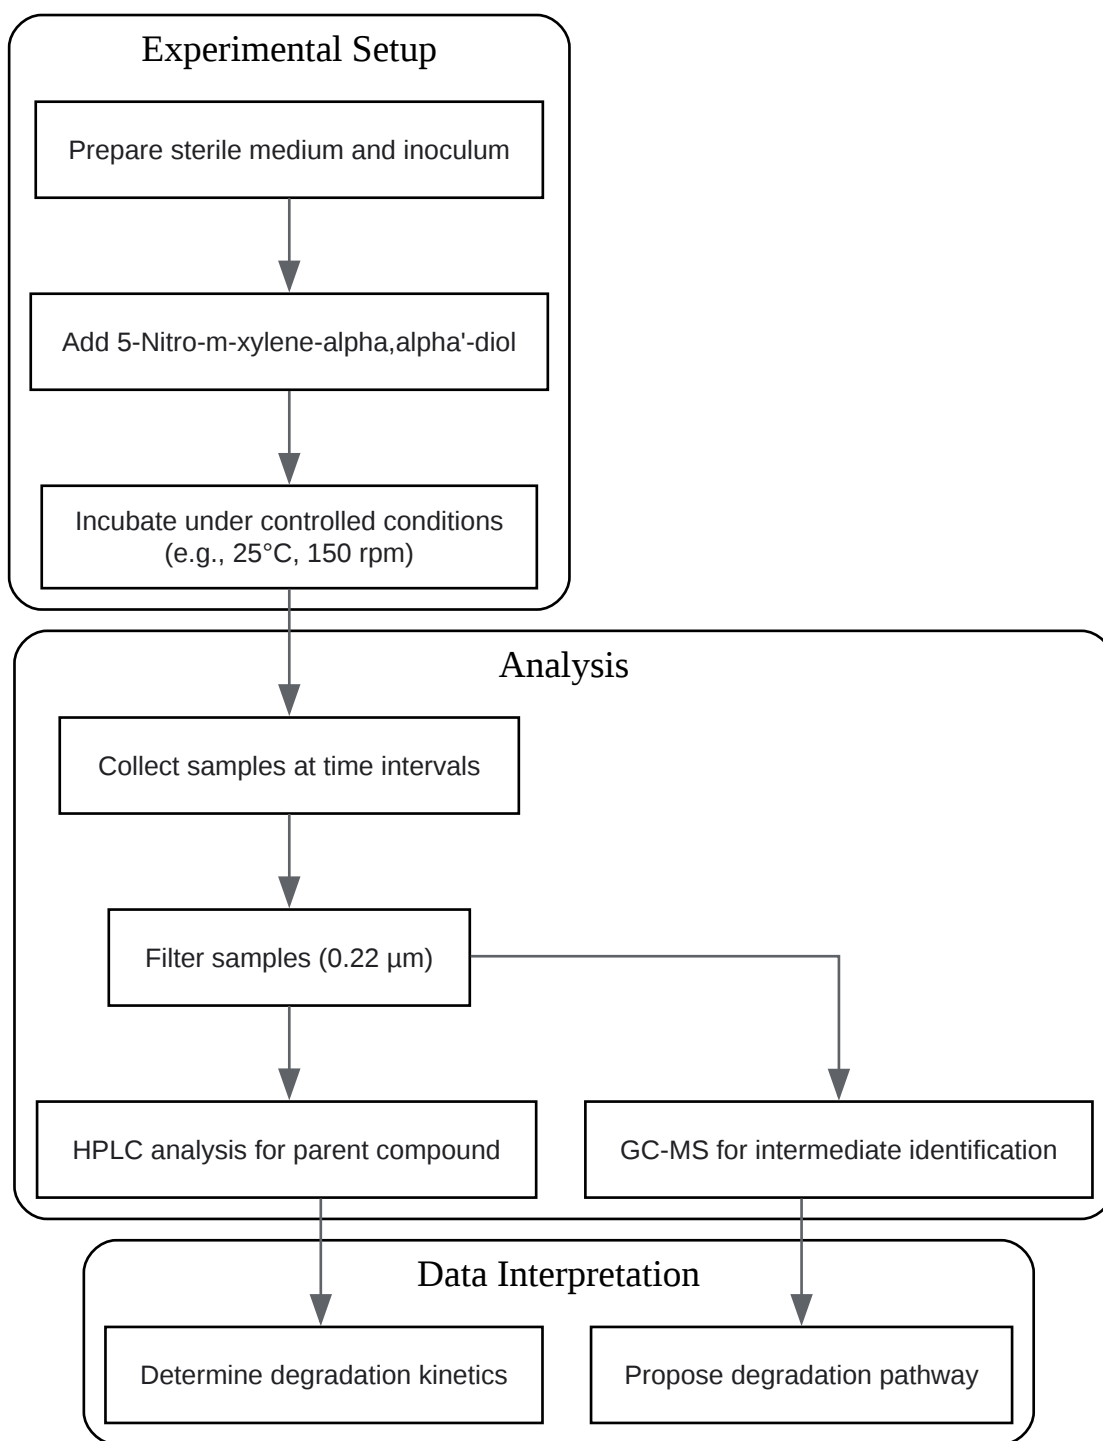 Experimental Setup
Prepare sterile medium and inoculum
Add 5-Nitro-m-xylene-alpha,alpha'-diol
Incubate under controlled conditions
(e.g., 25°C, 150 rpm)
Analysis
Collect samples at time intervals
Filter samples (0.22 µm)
HPLC analysis for parent compound
GC-MS for intermediate identification
Data Interpretation
Determine degradation kinetics
Propose degradation pathway